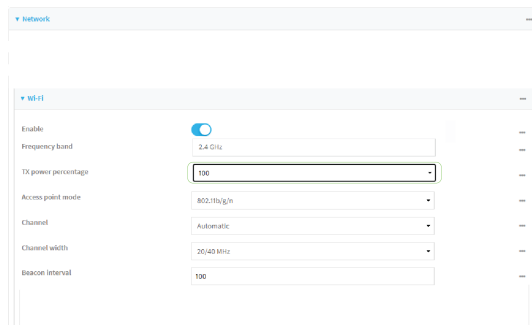 Network
Wi-Fi
Enable
Frequency band
2.4 GHz
TX power percentage
100
Access point mode
802.11b/g/n
Channel
Automatic
Channel width
20/40 MHz
Beacon interval
100